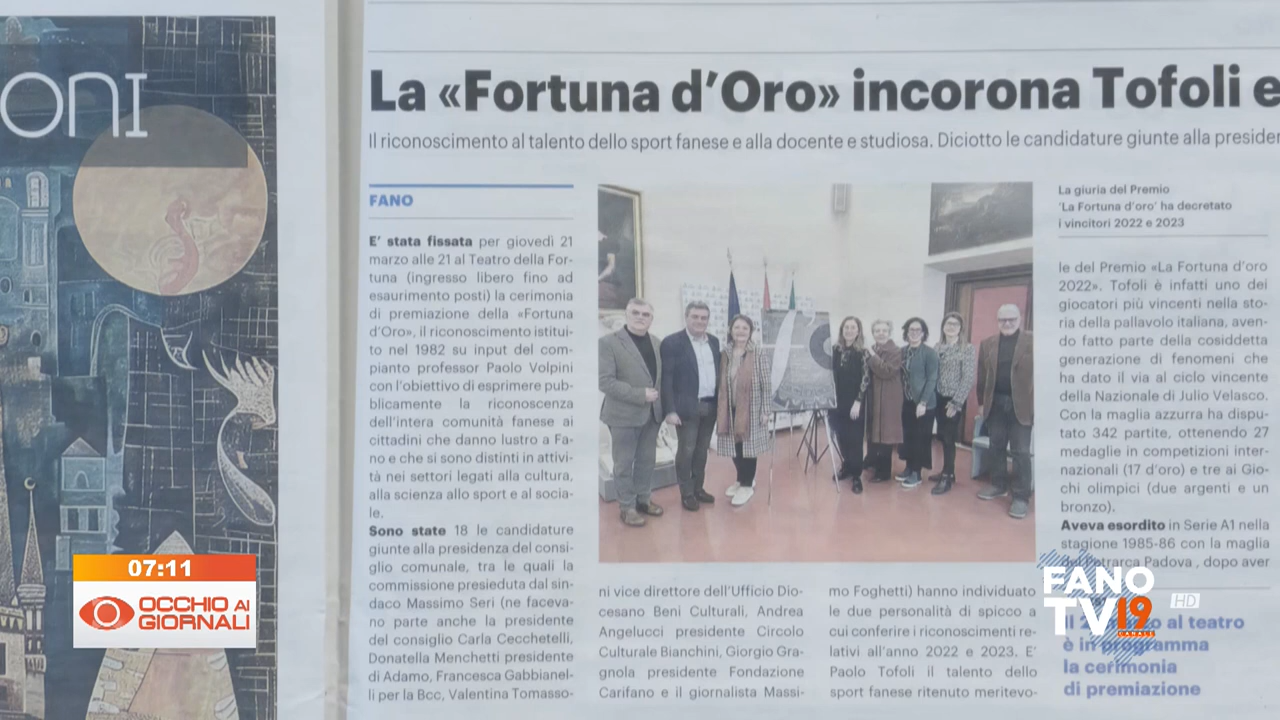 ONI
La «Fortuna d'Oro» incorona Tofoli e
Il riconoscimento al talento dello sport fanese e alla docente e studiosa. Diciotto le candidature giunte alla
FANO
E' stata fissata per giovedì 21
marzo alle 21 al Teatro della For-
tuna (ingresso libero fino ad
esaurimento posti) la cerimonia
di premiazione della «Fortuna
d'Oro», il riconoscimento istitui-
to nel 1982 su input del com-
pianto professor Paolo Volpini
con l'obiettivo di esprimere pub-
blicamente la riconoscenza
dell'intera comunità fanese ai
cittadini che danno lustro a Fa-
no e che si sono distinti in attivi-
tà nei settori legati alla cultura,
alla scienza allo sport e al socia-
le.
Sono state 18 le candidature
giunte alla presidenza del consi-
glio comunale, tra le quali la
commissione presieduta dal sin-
daco Massimo Seri (ne faceva-
no parte anche la presidente
del consiglio Carla Cecchetelli,
Donatella Menchetti presidente
di Adamo, Francesca Gabbianel-
li per la Bcc, Valentina Tomasso-
ni vice direttore dell'Ufficio Dio-
cesano Beni Culturali, Andrea
Angelucci presidente Circolo
Culturale Bianchini, Giorgio Gra-
gnola presidente Fondazione
Carifano e il giornalista Massi-
mo Foghetti) hanno individuato
le due personalità di spicco a
cui conferire i riconoscimenti re-
lativi all'anno 2022 e 2023. E'
Paolo Tofoli il talento dello
sport fanese ritenuto meritevo-
La giuria del Premio
'La Fortuna d'oro' ha decretato
i vincitori 2022 e 2023
le del Premio «La Fortuna d'oro
2022». Tofoli è infatti uno dei
giocatori più vincenti nella sto-
ria della pallavolo italiana, aven-
do fatto parte della cosiddetta
generazione di fenomeni che
ha dato il via al ciclo vincente
della Nazionale di Julio Velasco.
Con la maglia azzurra ha dispu-
tato 342 partite, ottenendo 27
medaglie in competizioni inter-
nazionali (17 d'oro) e tre ai Gio-
chi olimpici (due argenti e un
bronzo).
Aveva esordito in Serie A1 nella
stagione 1985-86 con la maglia
Petrarca Padova , dopo aver
Il al teatro
è in programma
la cerimonia
di premiazione
07:11
OCCHIO AI
GIORNALI
FANO
TV 19
CANALE
HD